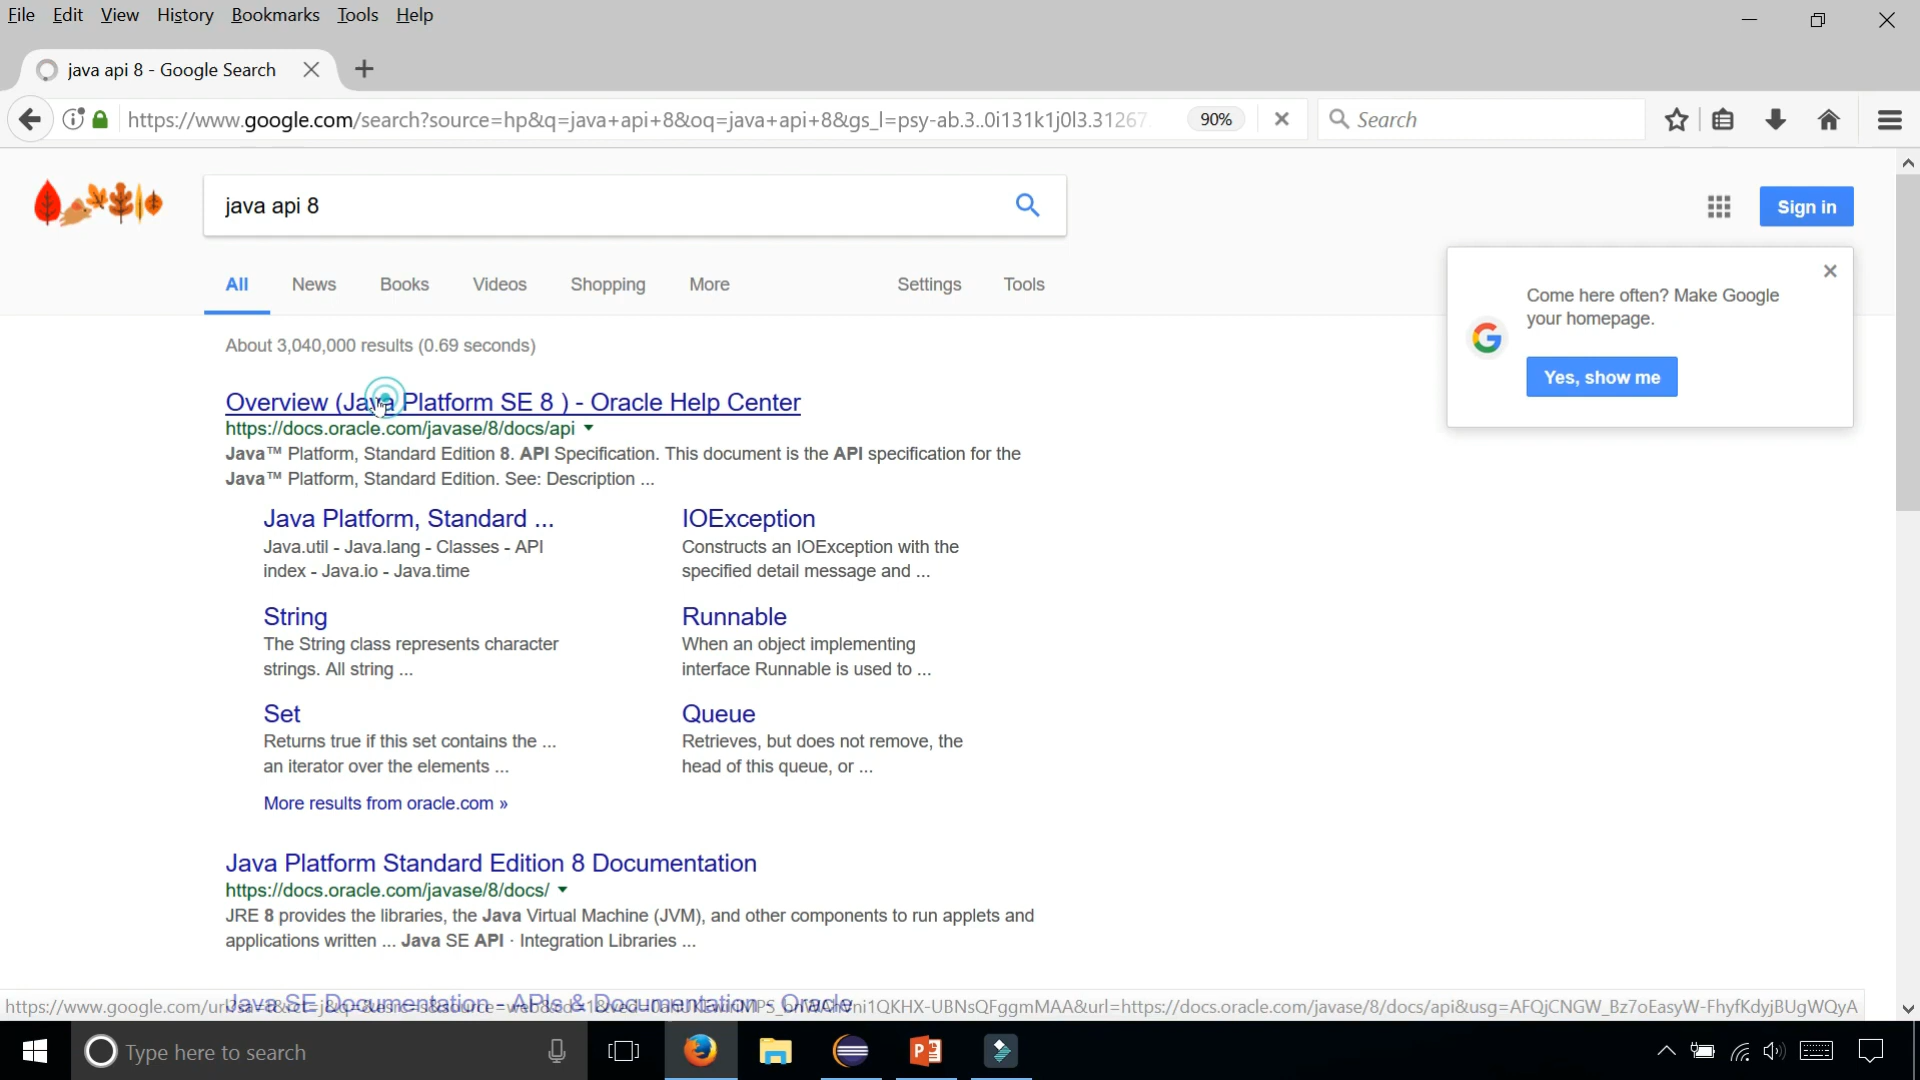 File Edit View History Bookmarks Tools Help
java api 8 - Google Search
https://www.google.com/search?source=hp&q=java+api+8&oq=java+api+8&gs_l=psy-ab.3..0i131k1j0l3.31267
90%
Search
java api 8
Sign in
All News Books Videos Shopping More Settings Tools
Come here often? Make Google
your homepage.
Yes, show me
About 3,040,000 results (0.69 seconds)
Overview (Java Platform SE 8 ) - Oracle Help Center
https://docs.oracle.com/javase/8/docs/api
Java™ Platform, Standard Edition 8. API Specification. This document is the API specification for the
Java™ Platform, Standard Edition. See: Description ...
Java Platform, Standard ...
Java.util - Java.lang - Classes - API
index - Java.io - Java.time
IOException
Constructs an IOException with the
specified detail message and ...
String
The String class represents character
strings. All string ...
Runnable
When an object implementing
interface Runnable is used to ...
Set
Returns true if this set contains the ...
an iterator over the elements ...
Queue
Retrieves, but does not remove, the
head of this queue, or ...
More results from oracle.com »
Java Platform Standard Edition 8 Documentation
https://docs.oracle.com/javase/8/docs/
JRE 8 provides the libraries, the Java Virtual Machine (JVM), and other components to run applets and
applications written ... Java SE API · Integration Libraries ...
Java SE Documentation - APIs & Documentation - Oracle
Type here to search